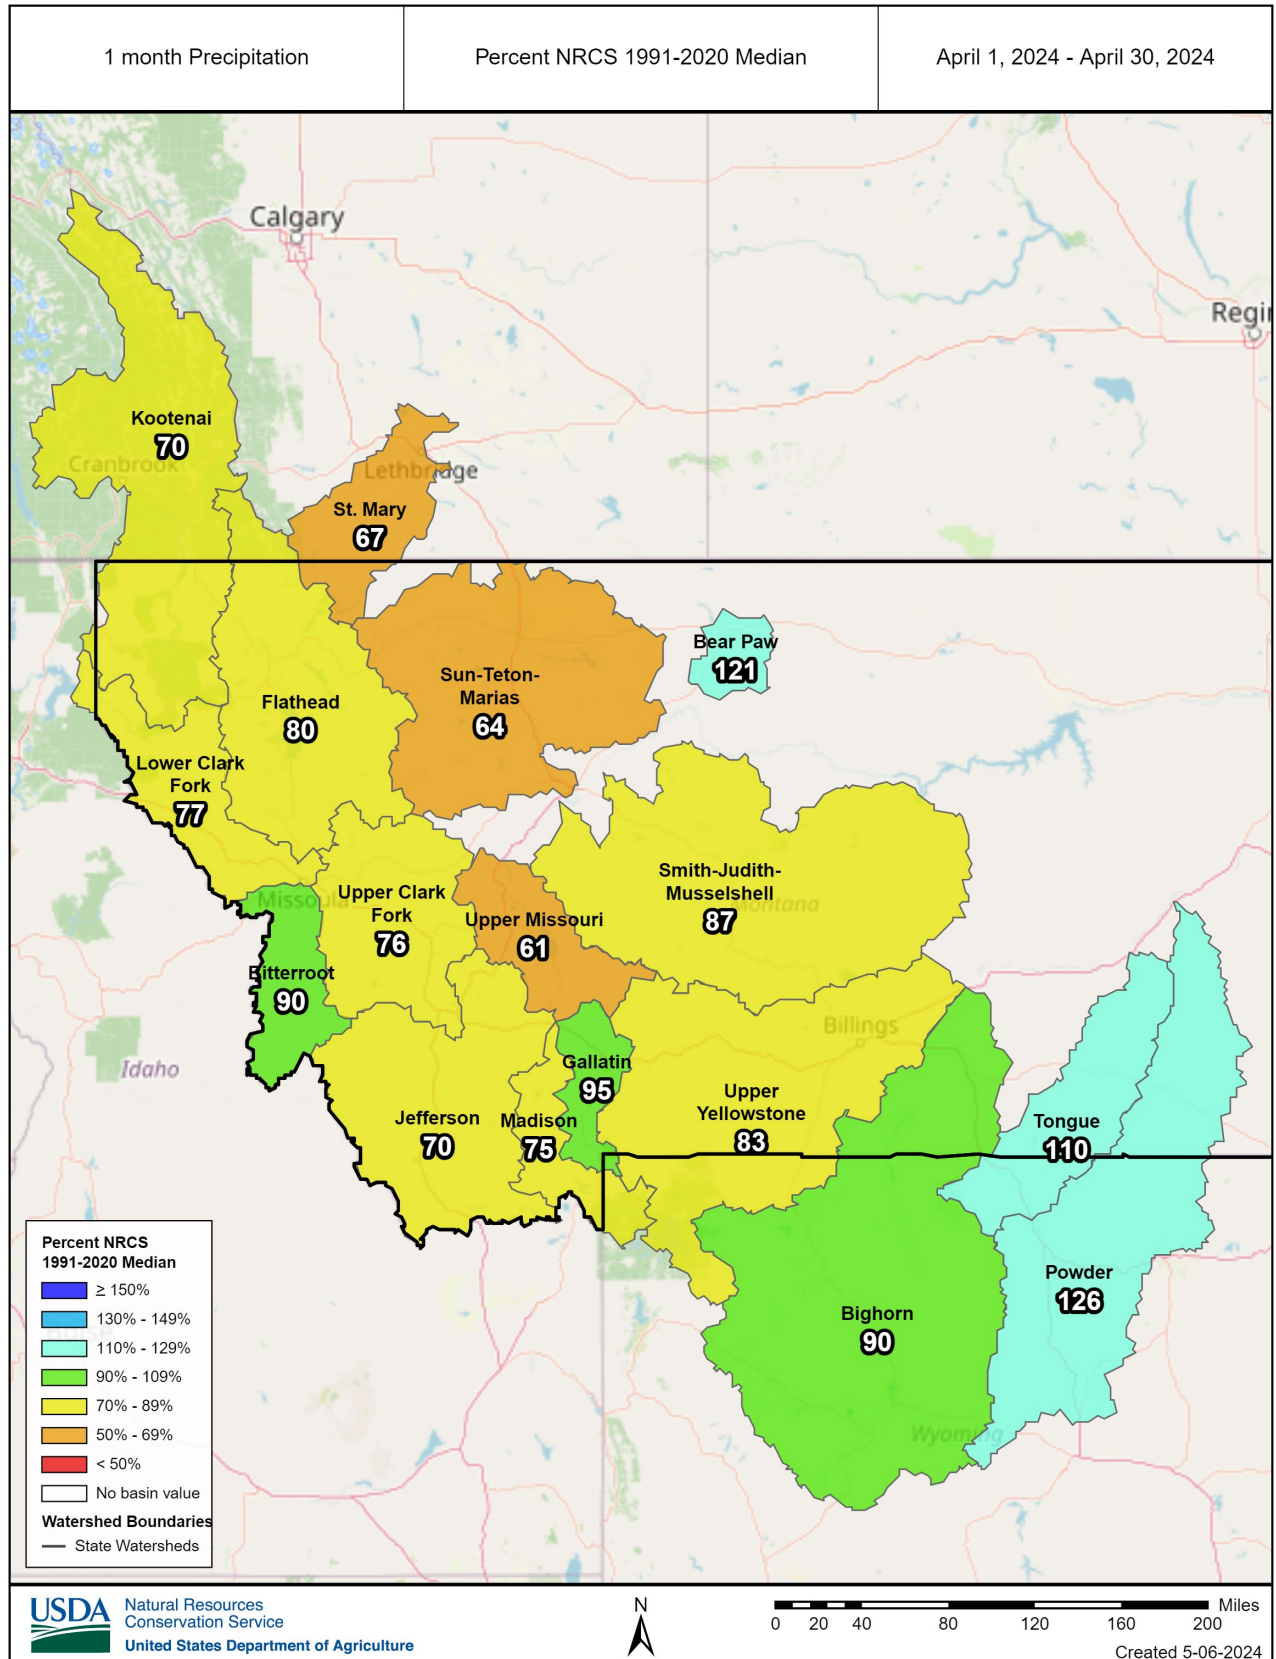 1 month Precipitation
Percent NRCS 1991-2020 Median
April 1, 2024 - April 30, 2024
Calgary
Regin
Kootenai
70
Cranbrook
Lethbridge
St. Mary
67
Bear Paw
121
Sun-Teton-
Marias
64
Flathead
80
Lower Clark
Fork
77
Smith-Judith-
Musselshell
87
Montana
Missoula
Upper Clark
Fork
76
Upper Missouri
61
Bitterroot
90
Billings
Idaho
Gallatin
95
Jefferson
70
Madison
75
Upper
Yellowstone
83
Tongue
110
Powder
126
Bighorn
90
Wyoming
Boise
Percent NRCS
1991-2020 Median
≥ 150%
130% - 149%
110% - 129%
90% - 109%
70% - 89%
50% - 69%
< 50%
No basin value
Watershed Boundaries
State Watersheds
USDA
Natural Resources
Conservation Service
United States Department of Agriculture
N
Miles
0 20 40 80 120 160 200
Created 5-06-2024